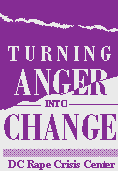 TURNING
ANGER
INTO
CHANGE
DC Rape Crisis Center